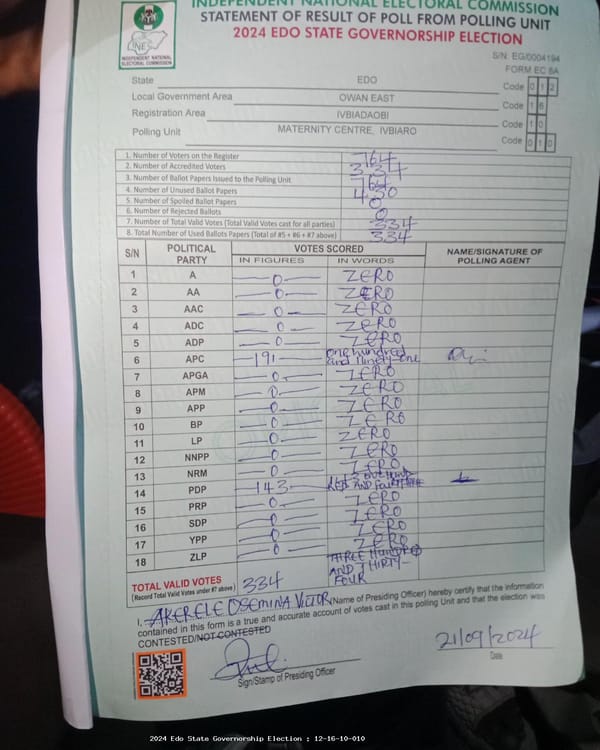 INDEPENDENT NATIONAL ELECTORAL COMMISSION
STATEMENT OF RESULT OF POLL FROM POLLING UNIT
2024 EDO STATE GOVERNORSHIP ELECTION
INEC
INDEPENDENT NATIONAL
ELECTORAL COMMISSION
S/N: EG/0004194
FORM EC 8A
State EDO Code 0 1 2
Local Government Area OWAN EAST Code 1 6
Registration Area IVBIADAOBI Code 1 0
Polling Unit MATERNITY CENTRE, IVBIARO Code 0 1 0
1. Number of Voters on the Register 764
2. Number of Accredited Voters 334
3. Number of Ballot Papers Issued to the Polling Unit 764
4. Number of Unused Ballot Papers 430
5. Number of Spoiled Ballot Papers 0
6. Number of Rejected Ballots 0
7. Number of Total Valid Votes (Total Valid Votes cast for all parties) 334
8. Total Number of Used Ballots Papers (Total of #5 + #6 + #7 above) 334
S/N POLITICAL PARTY VOTES SCORED NAME/SIGNATURE OF POLLING AGENT
IN FIGURES IN WORDS
1 A 0 ZERO
2 AA 0 ZERO
3 AAC 0 ZERO
4 ADC 0 ZERO
5 ADP 0 ZERO
6 APC 191 one hundred and Ninety-one
7 APGA 0 ZERO
8 APM 0 ZERO
9 APP 0 ZERO
10 BP 0 ZERO
11 LP 0 ZERO
12 NNPP 0 ZERO
13 NRM 0 ZERO
14 PDP 143
15 PRP 0 ZERO
16 SDP 0 ZERO
17 YPP 0 ZERO
18 ZLP 0 ZERO
TOTAL VALID VOTES 334 THREE HUNDRED AND THIRTY-FOUR
(Record Total Valid Votes under #7 above)
I, AKERELE OSEMINA VICTOR (Name of Presiding Officer) hereby certify that the information
contained in this form is a true and accurate account of votes cast in this polling Unit and that the election was
CONTESTED/NOT CONTESTED
21/09/2024
Sign/Stamp of Presiding Officer Date
2024 Edo State Governorship Election : 12-16-10-010